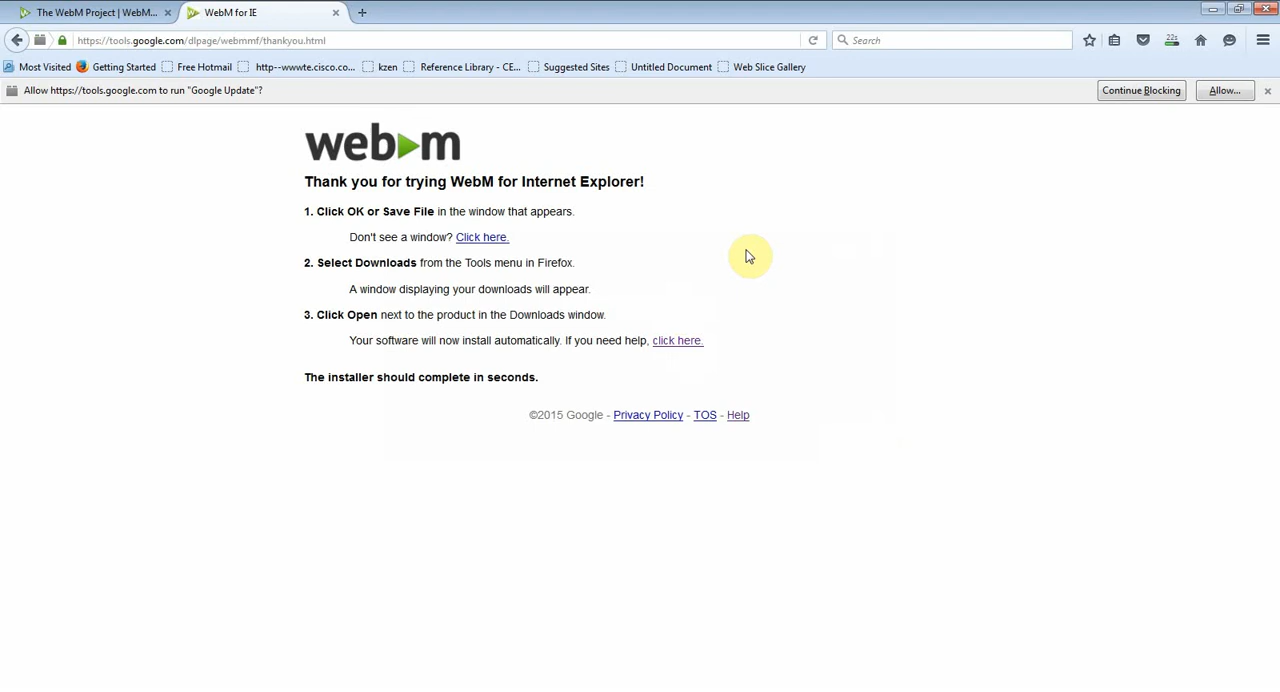 The WebM Project | WebM... WebM for IE
https://tools.google.com/dlpage/webmmf/thankyou.html Search 22s
Most Visited Getting Started Free Hotmail http--wwwte.cisco.co... kzen Reference Library - CE... Suggested Sites Untitled Document Web Slice Gallery
Allow https://tools.google.com to run "Google Update"? Continue Blocking Allow...
webm
Thank you for trying WebM for Internet Explorer!
1. Click OK or Save File in the window that appears.
Don't see a window? Click here.
2. Select Downloads from the Tools menu in Firefox.
A window displaying your downloads will appear.
3. Click Open next to the product in the Downloads window.
Your software will now install automatically. If you need help, click here.
The installer should complete in seconds.
©2015 Google - Privacy Policy - TOS - Help